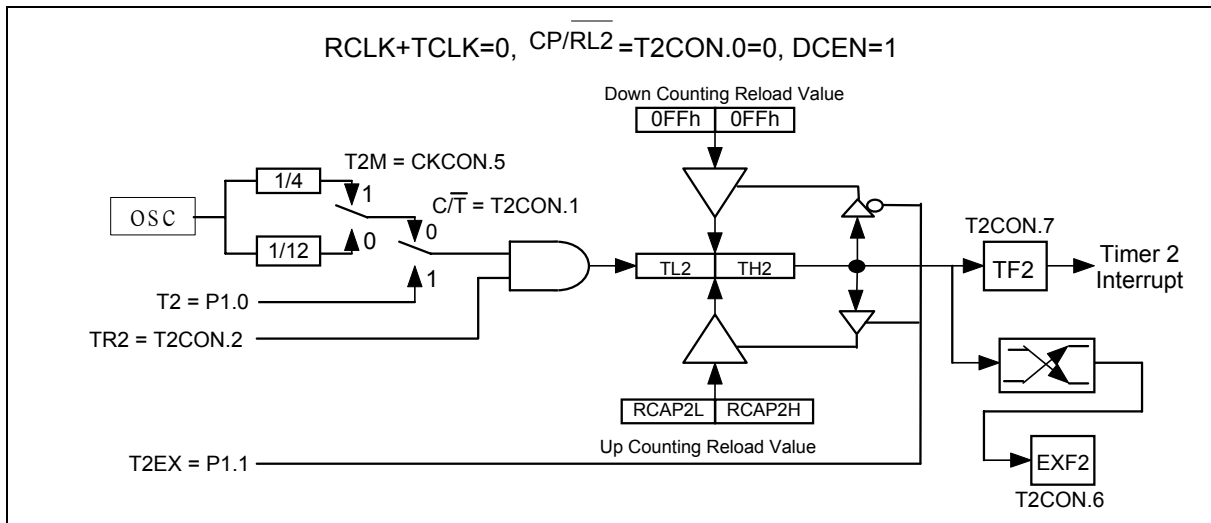 RCLK+TCLK=0, CP/RL2=T2CON.0=0, DCEN=1
Down Counting Reload Value
0FFh 0FFh
T2M = CKCON.5
1/4
1
C/T = T2CON.1
OSC
0
T2CON.7
1/12
0
TL2 TH2
TF2
Timer 2
Interrupt
1
T2 = P1.0
TR2 = T2CON.2
RCAP2L RCAP2H
Up Counting Reload Value
T2EX = P1.1
EXF2
T2CON.6